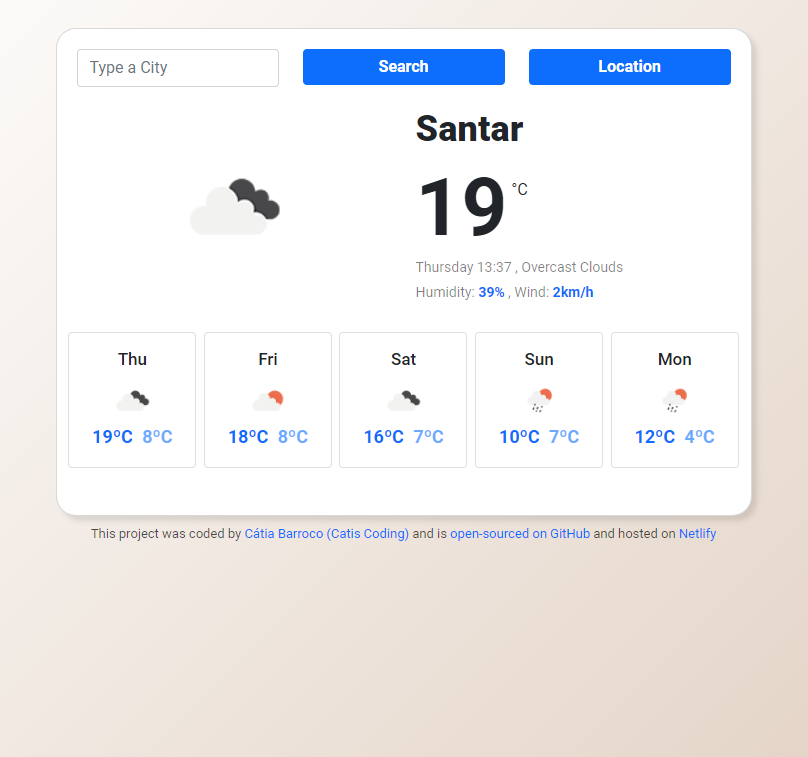 Type a City
Search
Location
Santar
19 °C
Thursday 13:37 , Overcast Clouds
Humidity: 39% , Wind: 2km/h
Thu
19ºC 8ºC
Fri
18ºC 8ºC
Sat
16ºC 7ºC
Sun
10ºC 7ºC
Mon
12ºC 4ºC
This project was coded by Cátia Barroco (Catis Coding) and is open-sourced on GitHub and hosted on Netlify